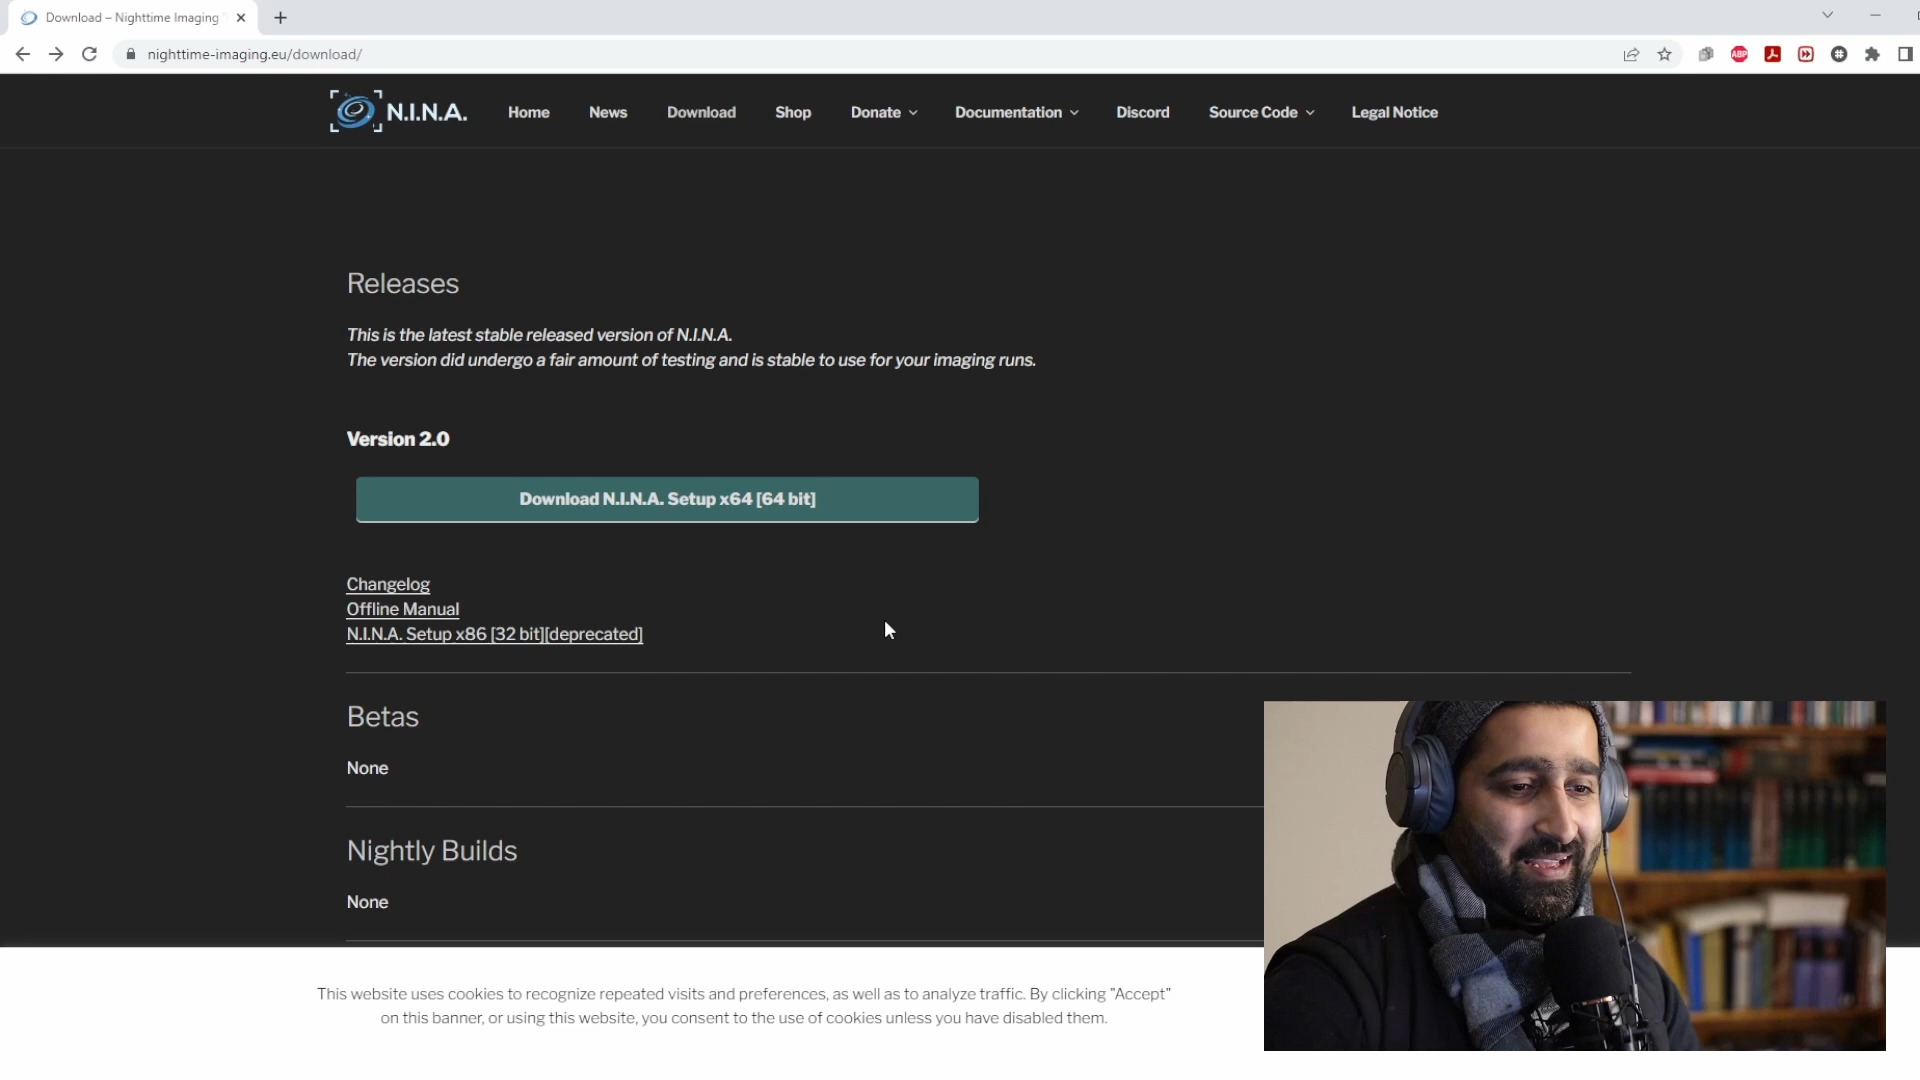 Download – Nighttime Imaging
nighttime-imaging.eu/download/
ABP
N.I.N.A.
Home
News
Download
Shop
Donate
Documentation
Discord
Source Code
Legal Notice
Releases
This is the latest stable released version of N.I.N.A.
The version did undergo a fair amount of testing and is stable to use for your imaging runs.
Version 2.0
Download N.I.N.A. Setup x64 [64 bit]
Changelog
Offline Manual
N.I.N.A. Setup x86 [32 bit][deprecated]
Betas
None
Nightly Builds
None
This website uses cookies to recognize repeated visits and preferences, as well as to analyze traffic. By clicking "Accept"
on this banner, or using this website, you consent to the use of cookies unless you have disabled them.